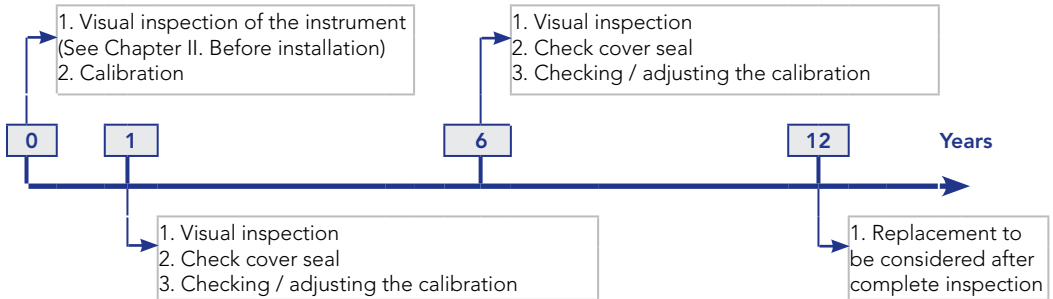 1. Visual inspection of the instrument
(See Chapter II. Before installation)
2. Calibration
1. Visual inspection
2. Check cover seal
3. Checking / adjusting the calibration
0
1
6
12
Years
1. Visual inspection
2. Check cover seal
3. Checking / adjusting the calibration
1. Replacement to
be considered after
complete inspection